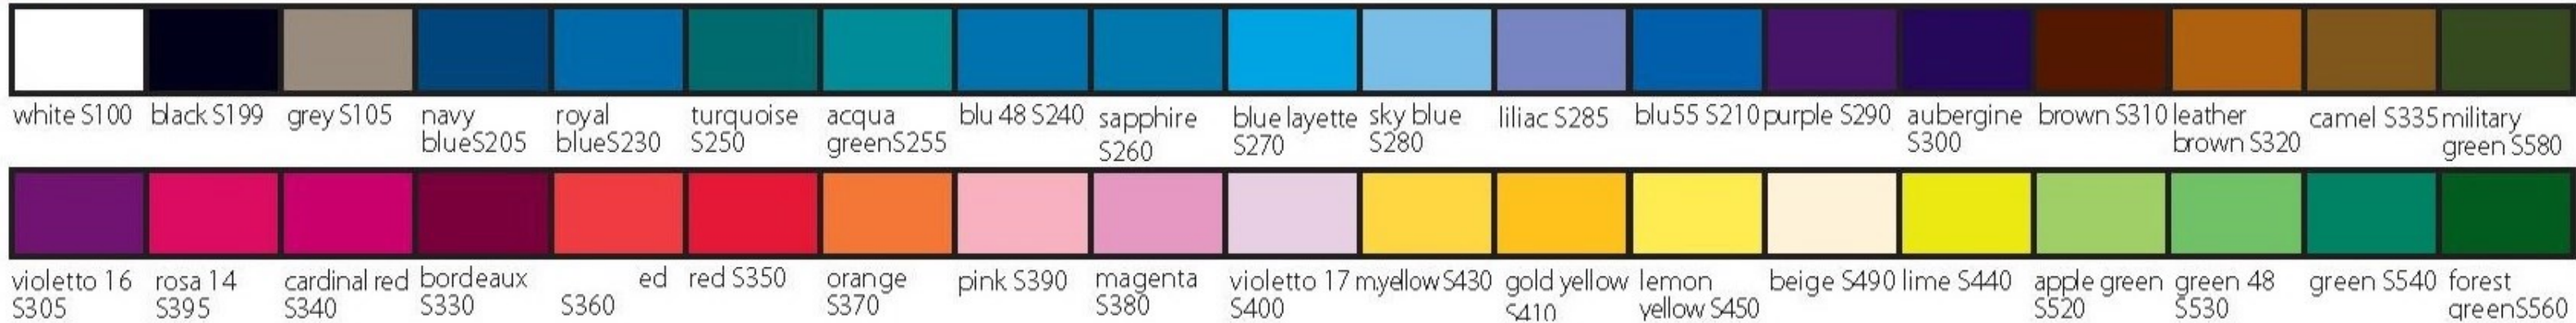 white S100 black S199 grey S105 navy royal turquoise acqua blu 48 S240 sapphire blue layette sky blue liliac S285 blu55 S210 purple S290 aubergine brown S310 leather camel S335 military
blueS205 blueS230 S250 greenS255 S260 S270 S280 S300 brown S320 green S580
violetto 16 rosa 14 cardinal red bordeaux ed red S350 orange pink S390 magenta violetto 17 m.yellow S430 gold yellow lemon beige S490 lime S440 apple green green 48 green S540 forest
S305 S395 S340 S330 S360 S370 S380 S400 S410 yellow S450 S520 S530 greenS560